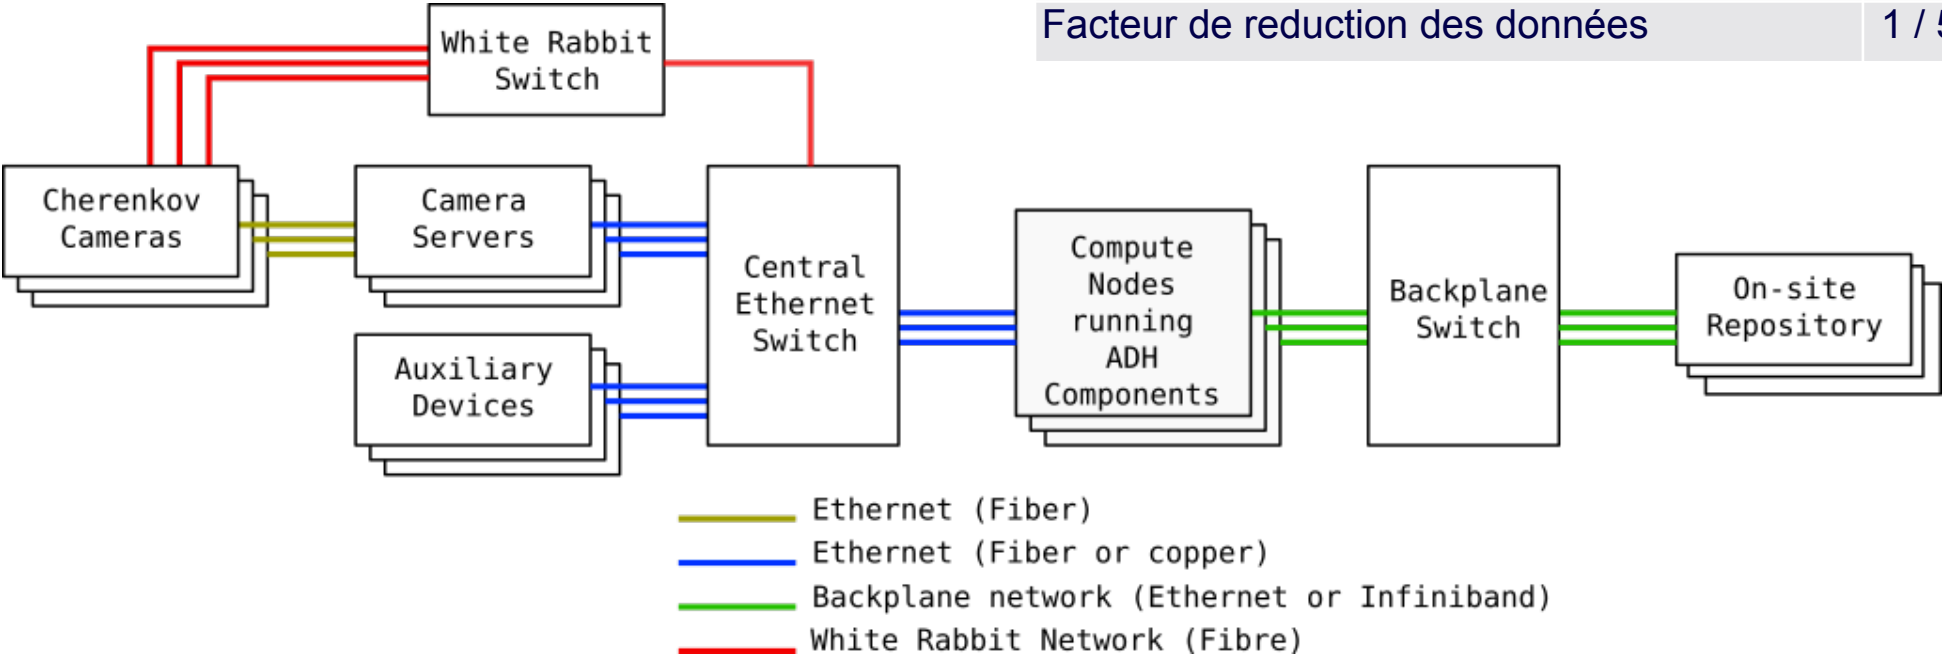 Facteur de reduction des données 1 / 5
White Rabbit
Switch
Cherenkov
Cameras
Camera
Servers
Auxiliary
Devices
Central
Ethernet
Switch
Compute
Nodes
running
ADH
Components
Backplane
Switch
On-site
Repository
Ethernet (Fiber)
Ethernet (Fiber or copper)
Backplane network (Ethernet or Infiniband)
White Rabbit Network (Fibre)